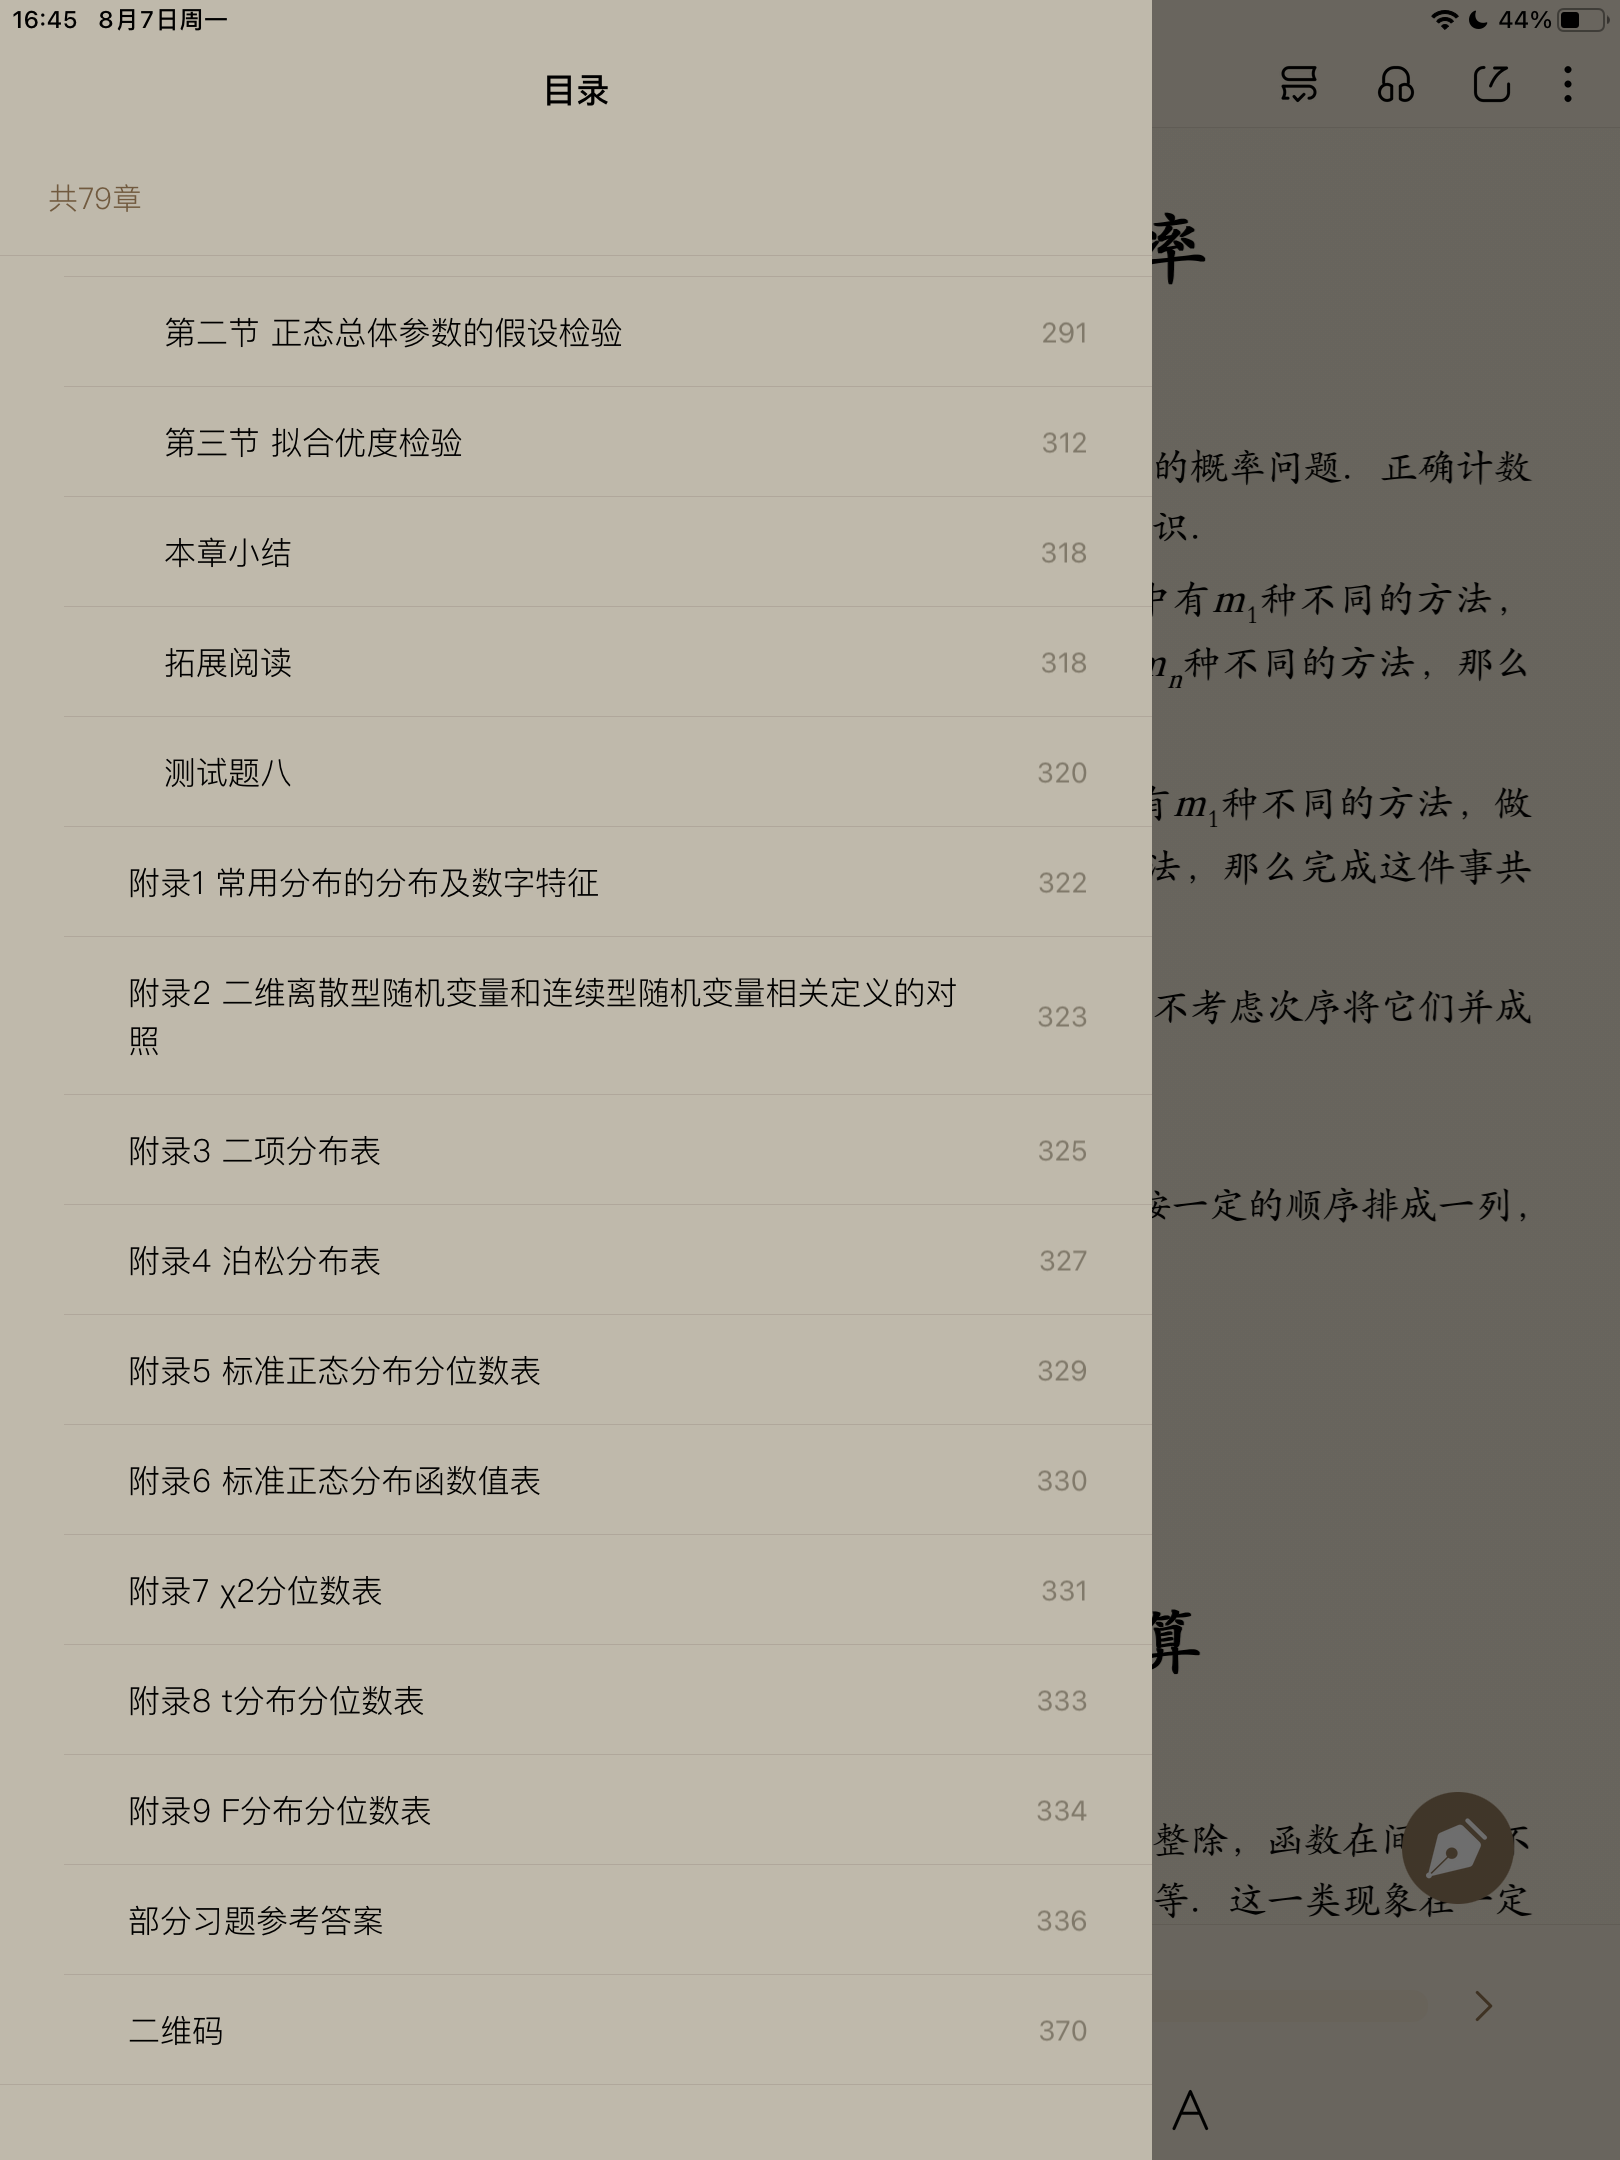 16:45 8月7日周一
44%
目录
共79章
第二节 正态总体参数的假设检验 291
第三节 拟合优度检验 312
本章小结 318
拓展阅读 318
测试题八 320
附录1 常用分布的分布及数字特征 322
附录2 二维离散型随机变量和连续型随机变量相关定义的对
照 323
附录3 二项分布表 325
附录4 泊松分布表 327
附录5 标准正态分布分位数表 329
附录6 标准正态分布函数值表 330
附录7 χ2分位数表 331
附录8 t分布分位数表 333
附录9 F分布分位数表 334
部分习题参考答案 336
二维码 370
率
的概率问题. 正确计数
识.
中有m1种不同的方法,
mn种不同的方法, 那么
有m1种不同的方法, 做
法, 那么完成这件事共
不考虑次序将它们并成
按一定的顺序排成一列,
算
整除, 函数在间 不
等. 这一类现象在一定
A